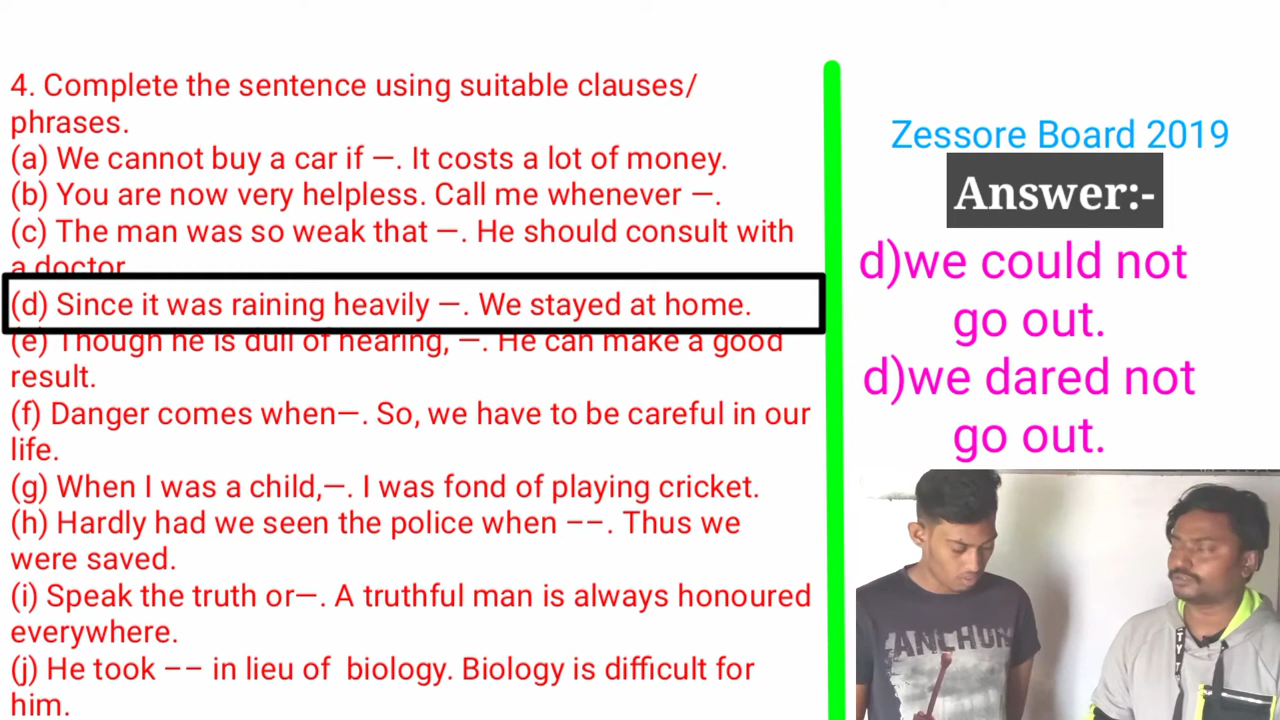 4. Complete the sentence using suitable clauses/
phrases.
(a) We cannot buy a car if —. It costs a lot of money.
(b) You are now very helpless. Call me whenever —.
(c) The man was so weak that —. He should consult with
a doctor
(d) Since it was raining heavily —. We stayed at home.
(e) Though he is dull of hearing, —. He can make a good
result.
(f) Danger comes when—. So, we have to be careful in our
life.
(g) When I was a child,—. I was fond of playing cricket.
(h) Hardly had we seen the police when ––. Thus we
were saved.
(i) Speak the truth or—. A truthful man is always honoured
everywhere.
(j) He took –– in lieu of biology. Biology is difficult for
him.
Zessore Board 2019
Answer:-
d)we could not
go out.
d)we dared not
go out.